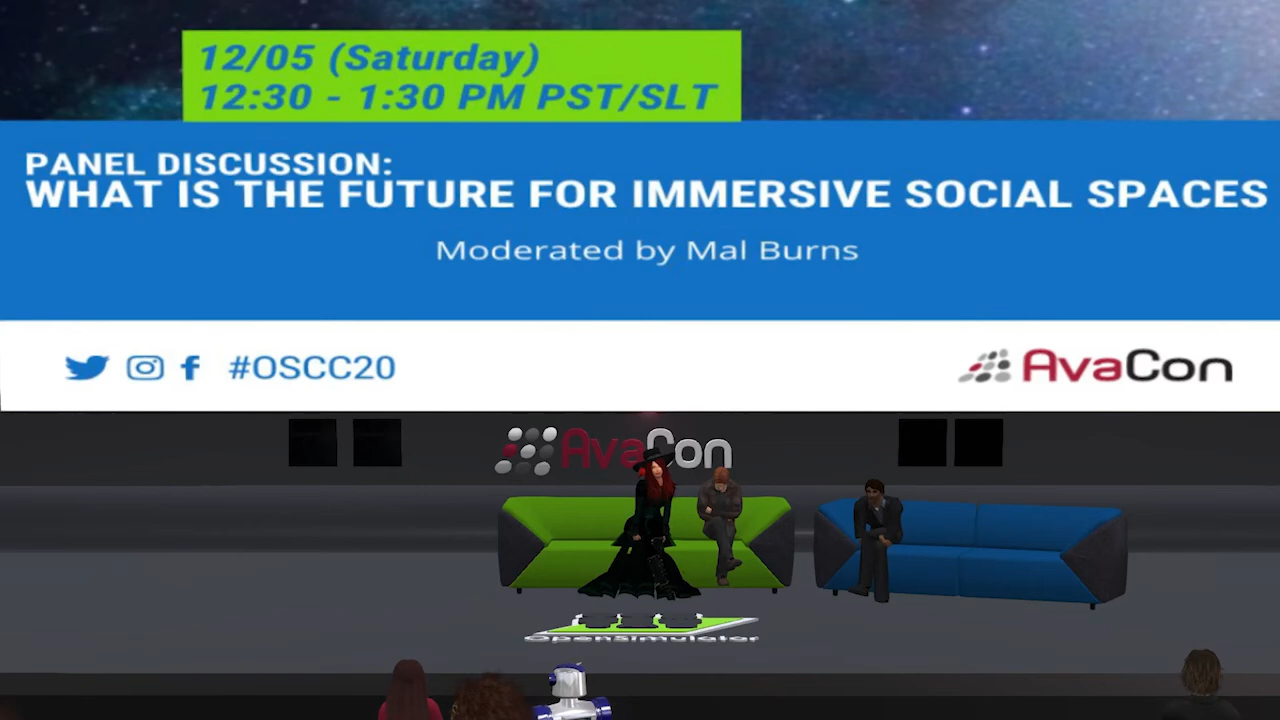 12/05 (Saturday)
12:30 - 1:30 PM PST/SLT
PANEL DISCUSSION:
WHAT IS THE FUTURE FOR IMMERSIVE SOCIAL SPACES
Moderated by Mal Burns
#OSCC20
AvaCon
AvaCon
OpenSimulator